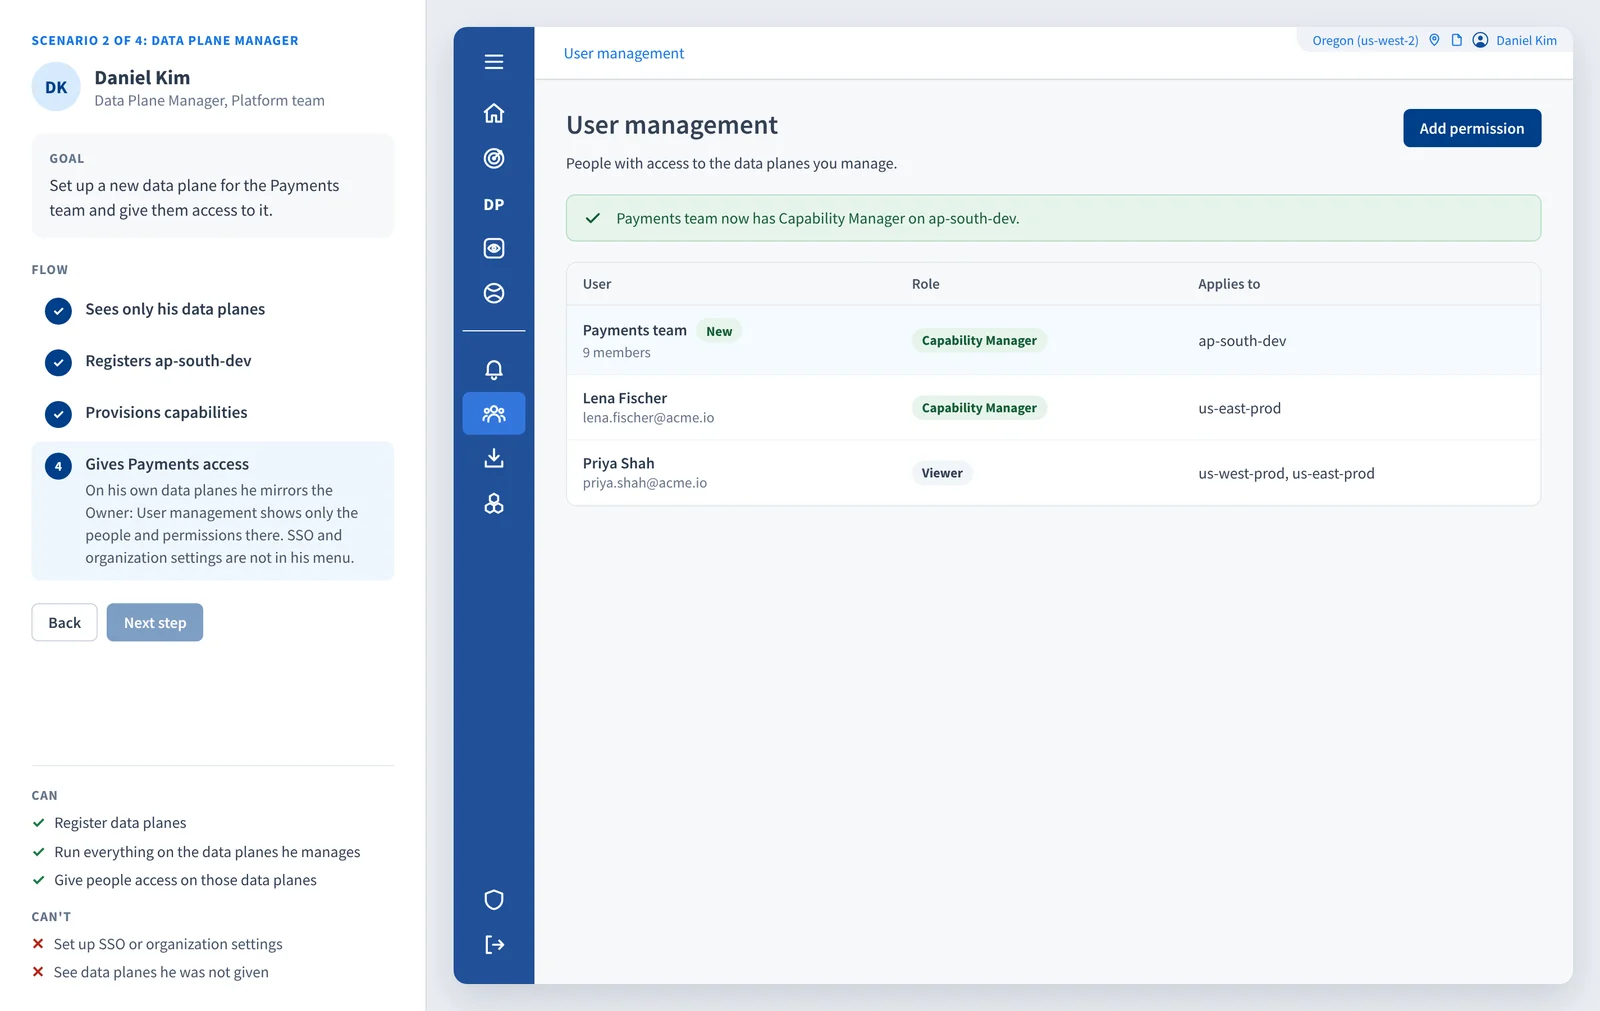 SCENARIO 2 OF 4: DATA PLANE MANAGER
DK
Daniel Kim
Data Plane Manager, Platform team
GOAL
Set up a new data plane for the Payments
team and give them access to it.
FLOW
Sees only his data planes
Registers ap-south-dev
Provisions capabilities
4
Gives Payments access
On his own data planes he mirrors the
Owner: User management shows only the
people and permissions there. SSO and
organization settings are not in his menu.
Back
Next step
CAN
Register data planes
Run everything on the data planes he manages
Give people access on those data planes
CAN'T
Set up SSO or organization settings
See data planes he was not given
DP
User management
Oregon (us-west-2)
Daniel Kim
User management
Add permission
People with access to the data planes you manage.
Payments team now has Capability Manager on ap-south-dev.
User Role Applies to
Payments team New
9 members
Capability Manager
ap-south-dev
Lena Fischer
lena.fischer@acme.io
Capability Manager
us-east-prod
Priya Shah
priya.shah@acme.io
Viewer
us-west-prod, us-east-prod